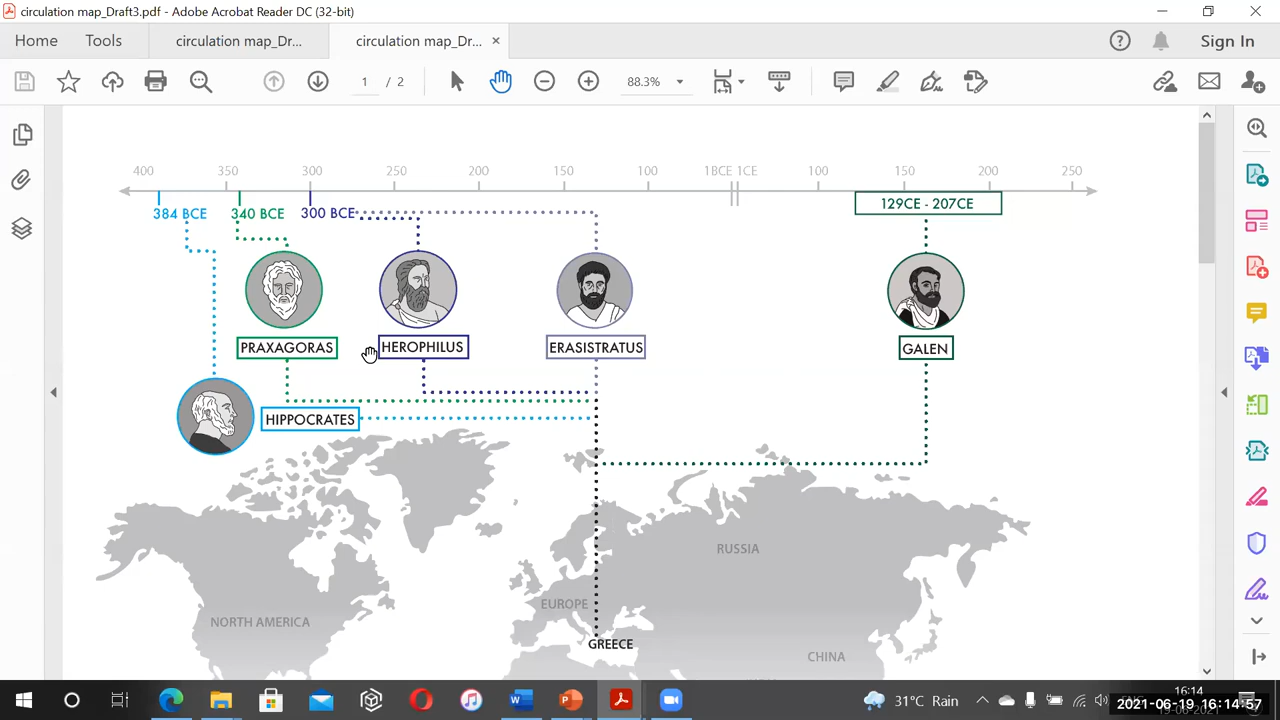 circulation map_Draft3.pdf - Adobe Acrobat Reader DC (32-bit)
Home Tools circulation map_Dr... circulation map_Dr... × Sign In
1 / 2 88.3%
400 350 300 250 200 150 100 1BCE 1CE 100 150 200 250
384 BCE 340 BCE 300 BCE 129CE - 207CE
PRAXAGORAS HEROPHILUS ERASISTRATUS GALEN
HIPPOCRATES
RUSSIA
EUROPE
NORTH AMERICA
GREECE
CHINA
31°C Rain 16:14
2021-06-19 16:14:57